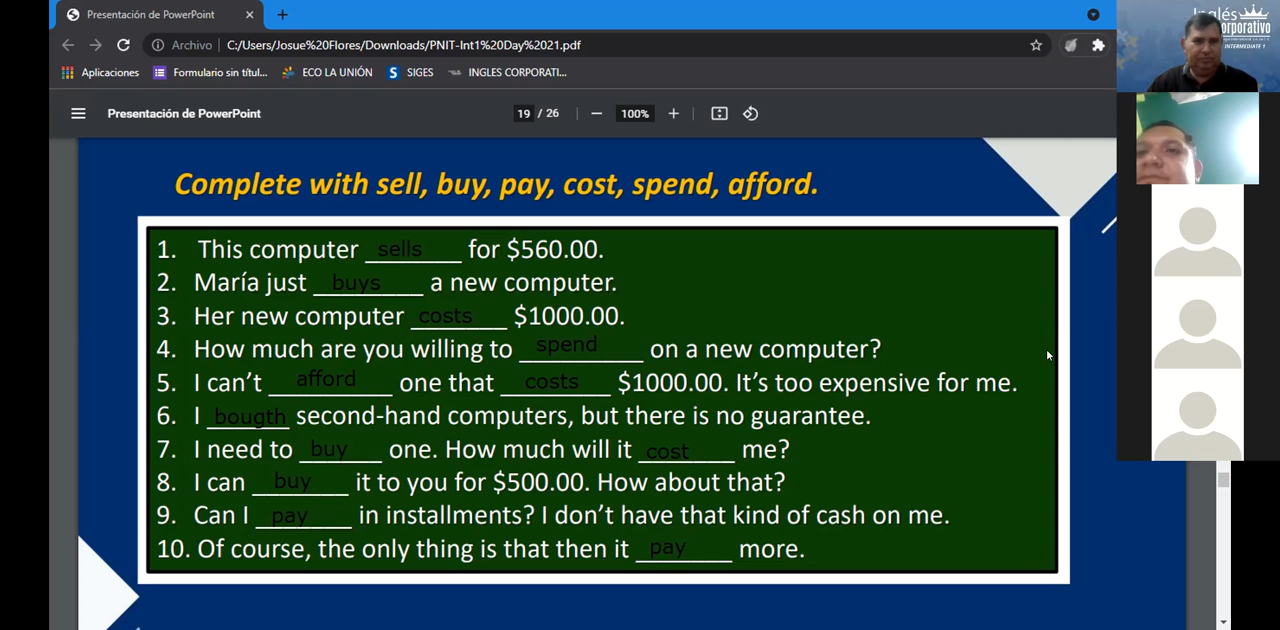 Presentación de PowerPoint
Archivo C:/Users/Josue%20Flores/Downloads/PNIT-Int1%20Day%2021.pdf
Aplicaciones Formulario sin títul... ECO LA UNIÓN SIGES INGLES CORPORATI...
Presentación de PowerPoint 19 / 26 100%
Inglés
orporativo
INTERMEDIATE 1
Complete with sell, buy, pay, cost, spend, afford.
1. This computer sells for $560.00.
2. María just buys a new computer.
3. Her new computer costs $1000.00.
4. How much are you willing to spend on a new computer?
5. I can't afford one that costs $1000.00. It's too expensive for me.
6. I bougth second-hand computers, but there is no guarantee.
7. I need to buy one. How much will it cost me?
8. I can buy it to you for $500.00. How about that?
9. Can I pay in installments? I don't have that kind of cash on me.
10. Of course, the only thing is that then it pay more.